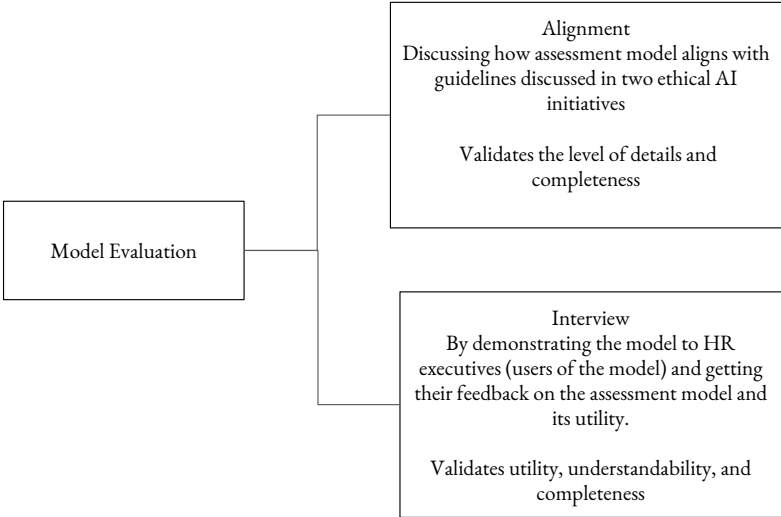 Model Evaluation
Alignment
Discussing how assessment model aligns with
guidelines discussed in two ethical AI
initiatives
Validates the level of details and
completeness
Interview
By demonstrating the model to HR
executives (users of the model) and getting
their feedback on the assessment model and
its utility.
Validates utility, understandability, and
completeness